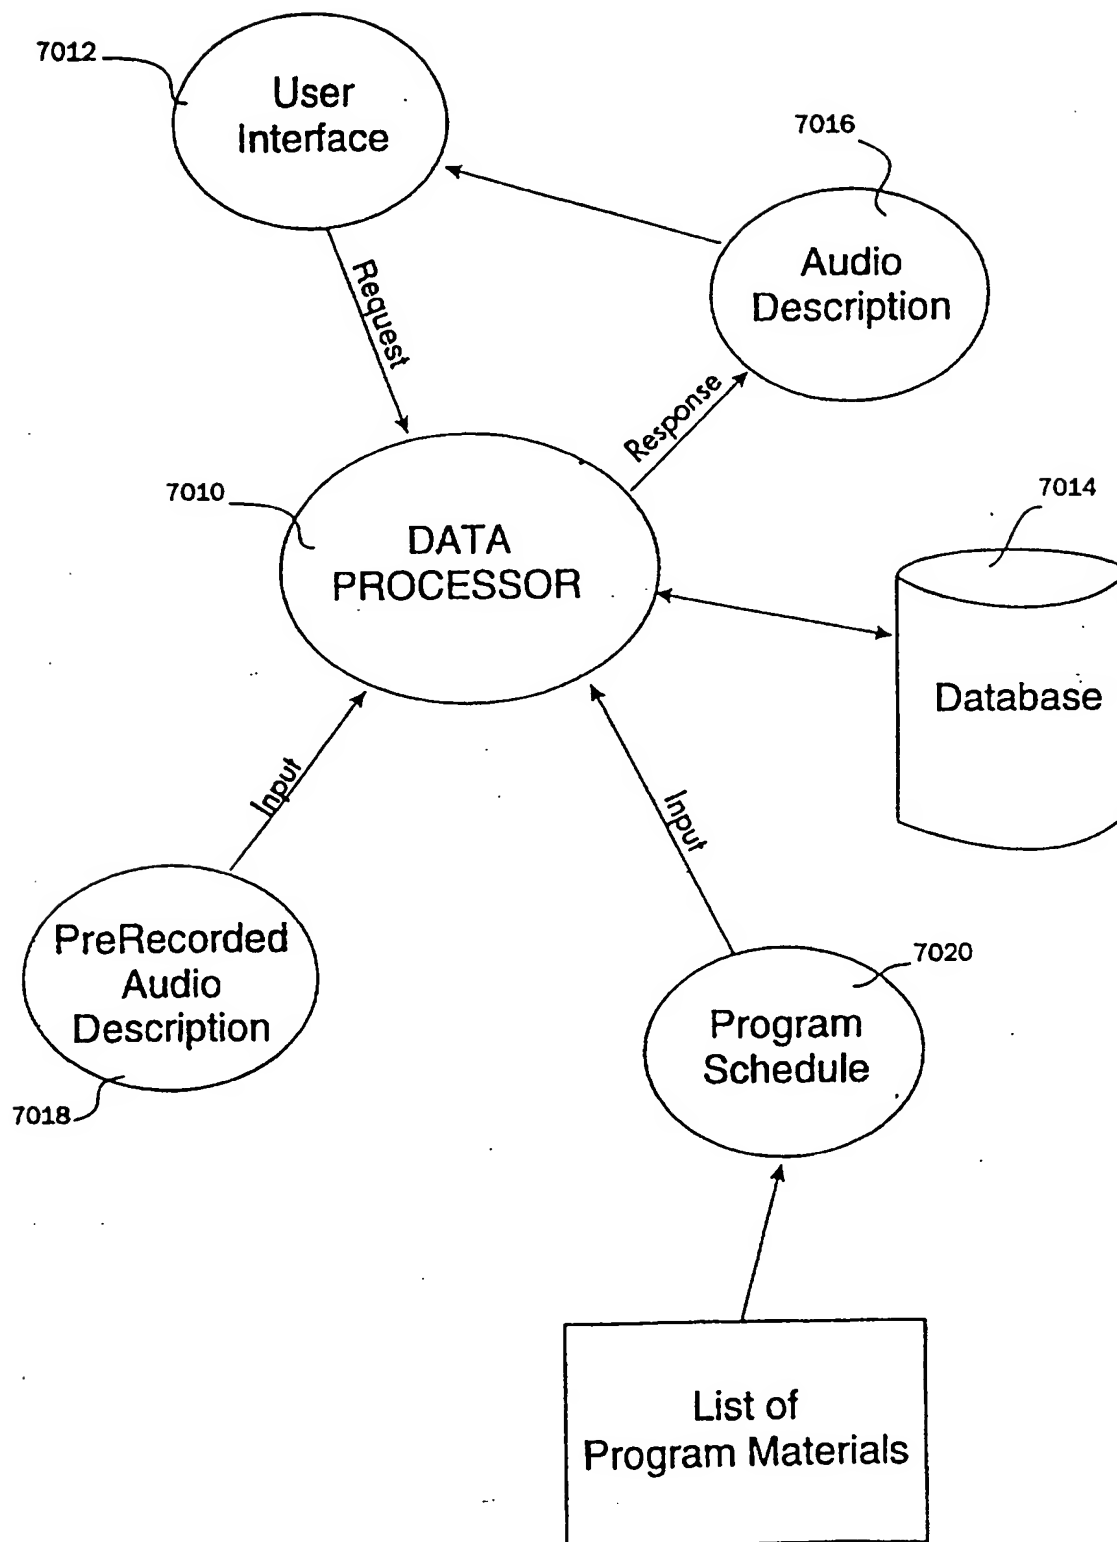 7012
User
Interface
7016
Audio
Description
Request
Response
7010
DATA
PROCESSOR
7014
Database
Input
Input
PreRecorded
Audio
Description
7018
7020
Program
Schedule
List of
Program Materials